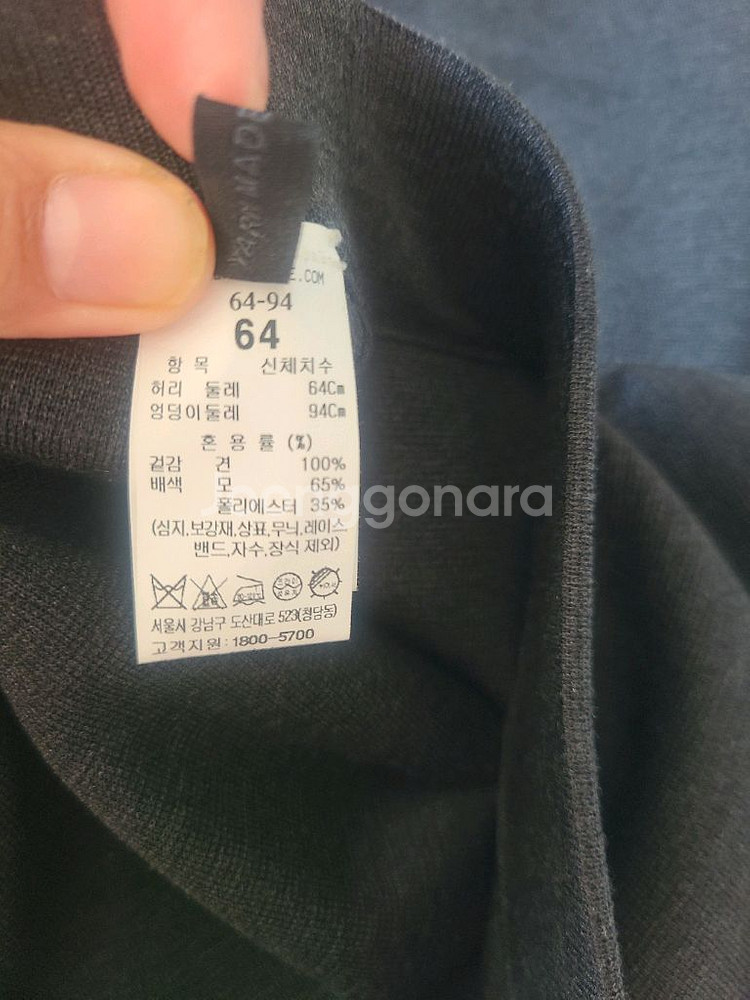 MADE
.COM
64-94
64
항 목 신체치수
허리 둘레 64Cm
엉덩이둘레 94Cm
혼 용 률 (%)
겉감 견 100%
배색 모 65%
폴리에스터 35%
(심지,보강재,상표,무늬,레이스
밴드,자수,장식 제외)
서울시 강남구 도산대로 523(청담동)
고객지원 : 1800-5700
joonggonara